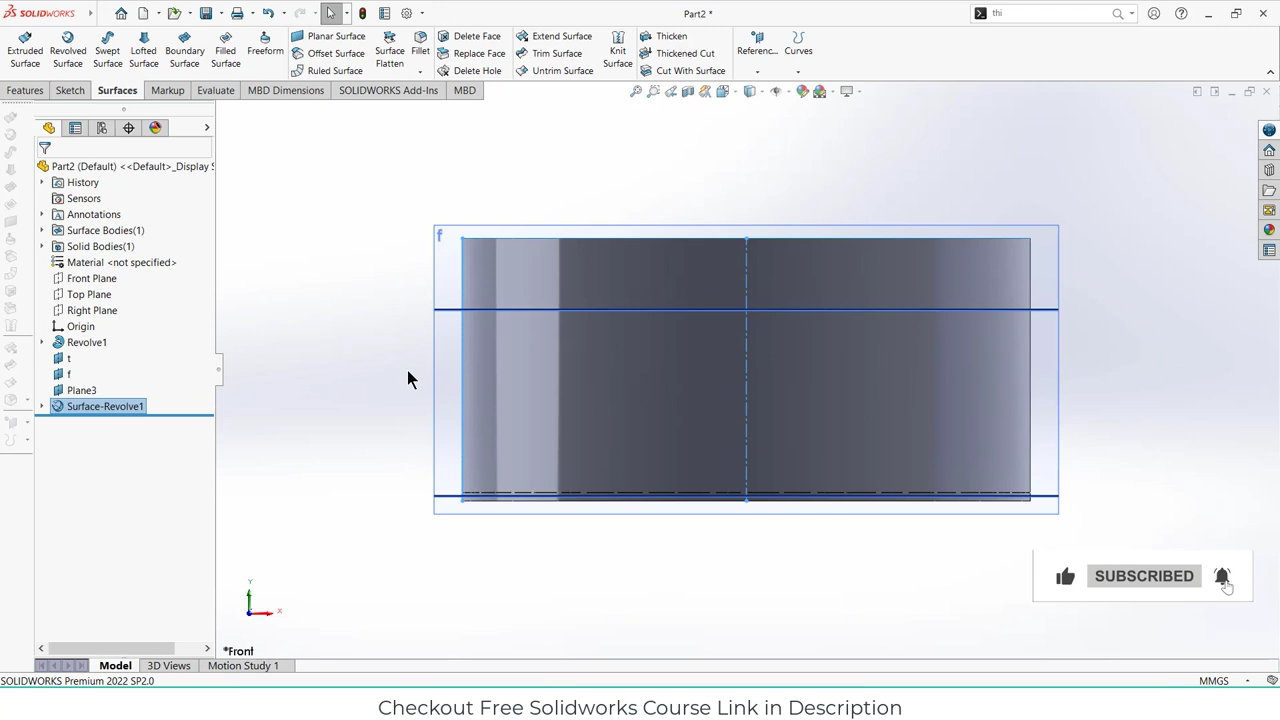 SOLIDWORKS
Part2 *
thi
Extruded Surface
Revolved Surface
Swept Surface
Lofted Surface
Boundary Surface
Filled Surface
Freeform
Planar Surface
Offset Surface
Ruled Surface
Surface Flatten
Fillet
Delete Face
Replace Face
Delete Hole
Extend Surface
Trim Surface
Untrim Surface
Knit Surface
Thicken
Thickened Cut
Cut With Surface
Referenc...
Curves
Features
Sketch
Surfaces
Markup
Evaluate
MBD Dimensions
SOLIDWORKS Add-Ins
MBD
Part2 (Default) <<Default>_Display S
History
Sensors
Annotations
Surface Bodies(1)
Solid Bodies(1)
Material <not specified>
Front Plane
Top Plane
Right Plane
Origin
Revolve1
t
f
Plane3
Surface-Revolve1
f
Y
X
*Front
SUBSCRIBED
Model
3D Views
Motion Study 1
SOLIDWORKS Premium 2022 SP2.0
MMGS
Checkout Free Solidworks Course Link in Description